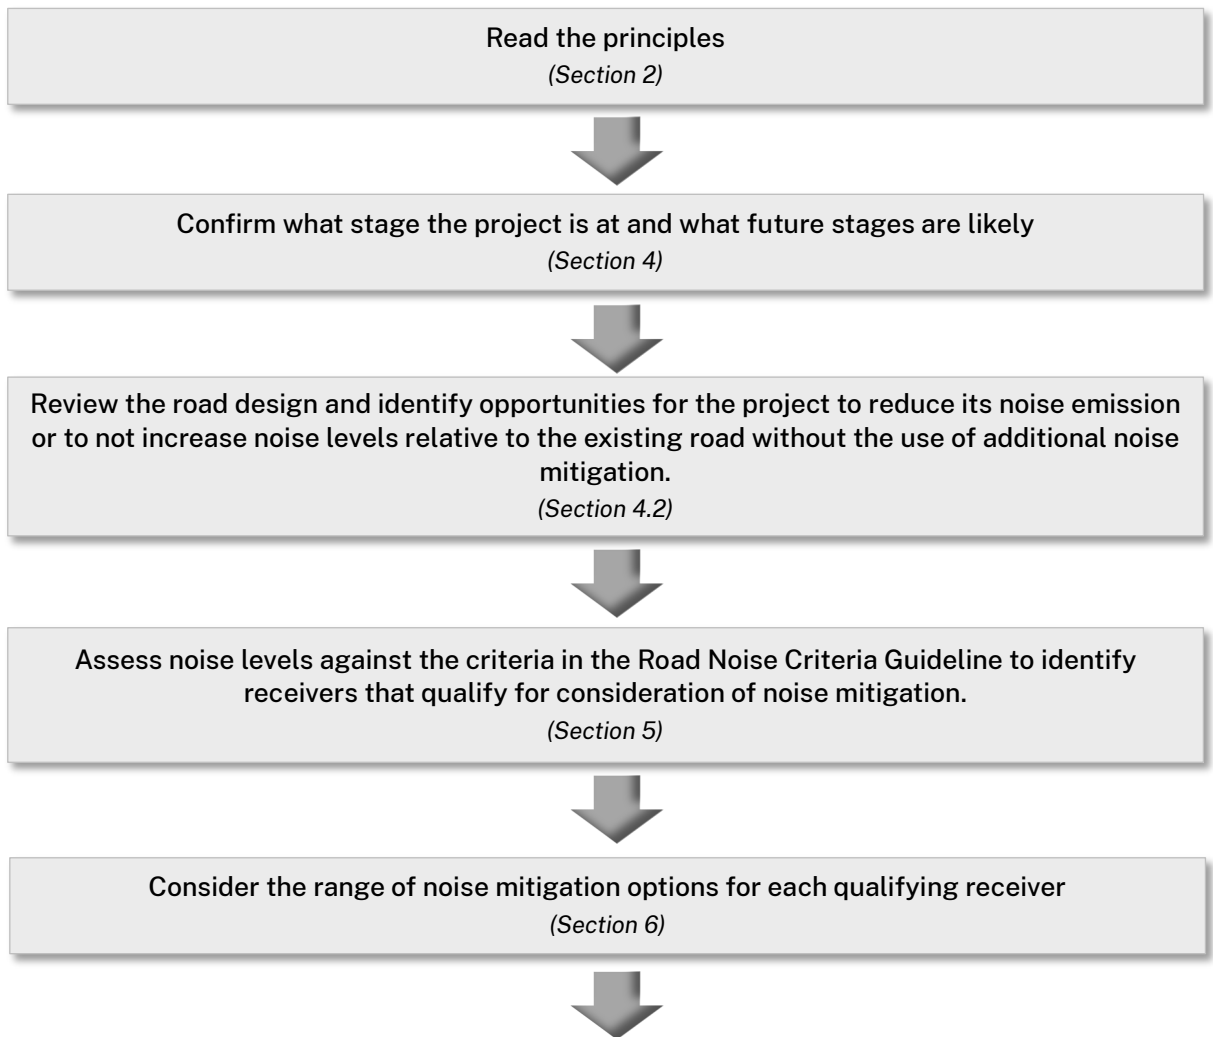 Read the principles
(Section 2)
Confirm what stage the project is at and what future stages are likely
(Section 4)
Review the road design and identify opportunities for the project to reduce its noise emission
or to not increase noise levels relative to the existing road without the use of additional noise
mitigation.
(Section 4.2)
Assess noise levels against the criteria in the Road Noise Criteria Guideline to identify
receivers that qualify for consideration of noise mitigation.
(Section 5)
Consider the range of noise mitigation options for each qualifying receiver
(Section 6)